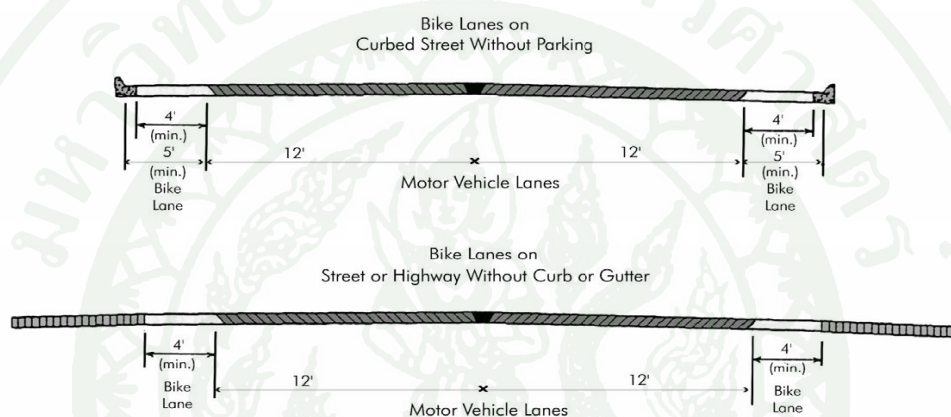 Bike Lanes on
Curbed Street Without Parking
4'
(min.)
5'
(min.)
Bike
Lane
12'
12'
Motor Vehicle Lanes
4'
(min.)
5'
(min.)
Bike
Lane
Bike Lanes on
Street or Highway Without Curb or Gutter
4'
(min.)
Bike
Lane
12'
12'
Motor Vehicle Lanes
4'
(min.)
Bike
Lane